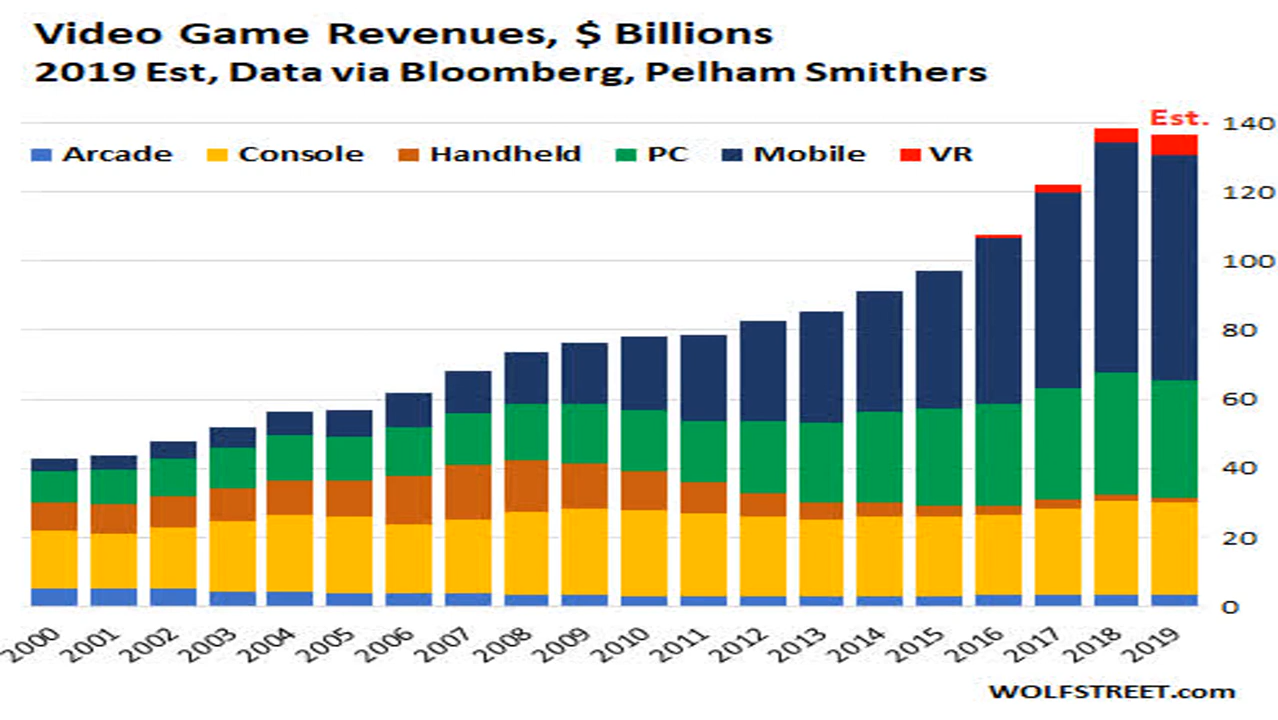 Video Game Revenues, $ Billions
2019 Est, Data via Bloomberg, Pelham Smithers
Est.
Arcade Console Handheld PC Mobile VR
140
120
100
80
60
40
20
0
2000 2001 2002 2003 2004 2005 2006 2007 2008 2009 2010 2011 2012 2013 2014 2015 2016 2017 2018 2019
WOLFSTREET.com